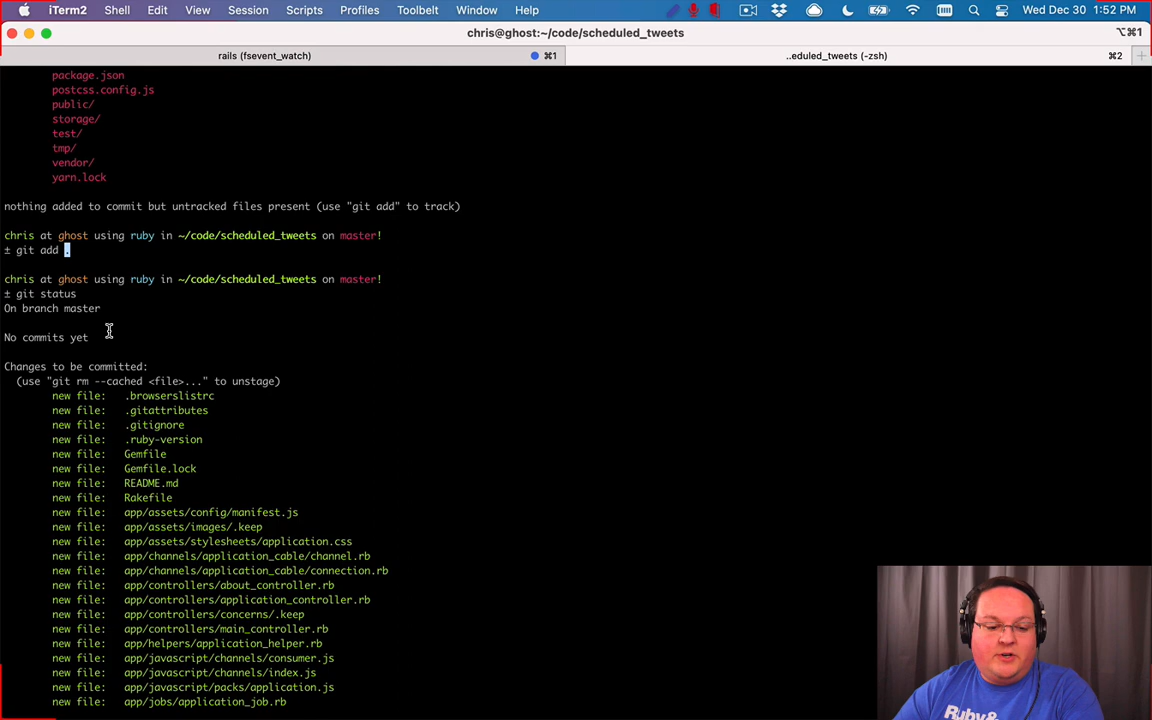 iTerm2 Shell Edit View Session Scripts Profiles Toolbelt Window Help Wed Dec 30 1:52 PM
chris@ghost:~/code/scheduled_tweets ⌥⌘1
rails (fsevent_watch) ⌘1 ..eduled_tweets (-zsh) ⌘2 +
package.json
postcss.config.js
public/
storage/
test/
tmp/
vendor/
yarn.lock
nothing added to commit but untracked files present (use "git add" to track)
chris at ghost using ruby in ~/code/scheduled_tweets on master!
± git add .
chris at ghost using ruby in ~/code/scheduled_tweets on master!
± git status
On branch master
No commits yet
Changes to be committed:
(use "git rm --cached <file>..." to unstage)
new file: .browserslistrc
new file: .gitattributes
new file: .gitignore
new file: .ruby-version
new file: Gemfile
new file: Gemfile.lock
new file: README.md
new file: Rakefile
new file: app/assets/config/manifest.js
new file: app/assets/images/.keep
new file: app/assets/stylesheets/application.css
new file: app/channels/application_cable/channel.rb
new file: app/channels/application_cable/connection.rb
new file: app/controllers/about_controller.rb
new file: app/controllers/application_controller.rb
new file: app/controllers/concerns/.keep
new file: app/controllers/main_controller.rb
new file: app/helpers/application_helper.rb
new file: app/javascript/channels/consumer.js
new file: app/javascript/channels/index.js
new file: app/javascript/packs/application.js
new file: app/jobs/application_job.rb
Ruby&